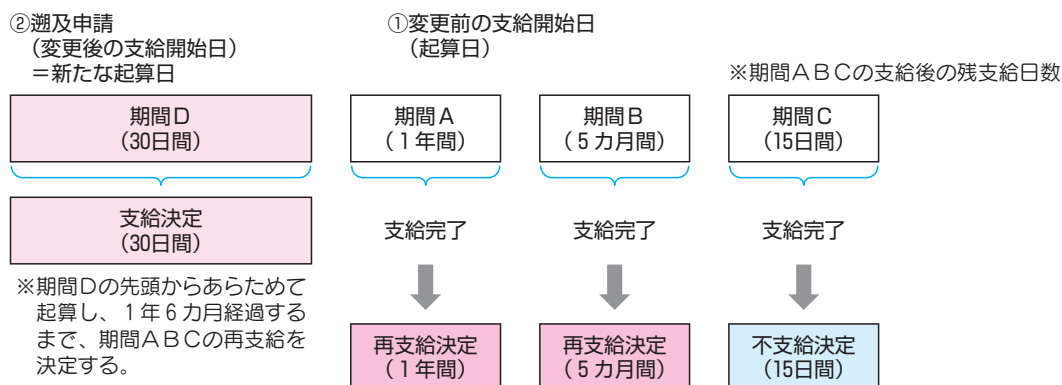 ②遡及申請
（変更後の支給開始日）
＝新たな起算日
①変更前の支給開始日
（起算日）
※期間ＡＢＣの支給後の残支給日数
期間Ｄ
（30日間）
期間Ａ
（１年間）
期間Ｂ
（５カ月間）
期間Ｃ
（15日間）
支給決定
（30日間）
支給完了
支給完了
支給完了
※期間Ｄの先頭からあらためて
起算し、１年６カ月経過する
まで、期間ＡＢＣの再支給を
決定する。
再支給決定
（１年間）
再支給決定
（５カ月間）
不支給決定
（15日間）